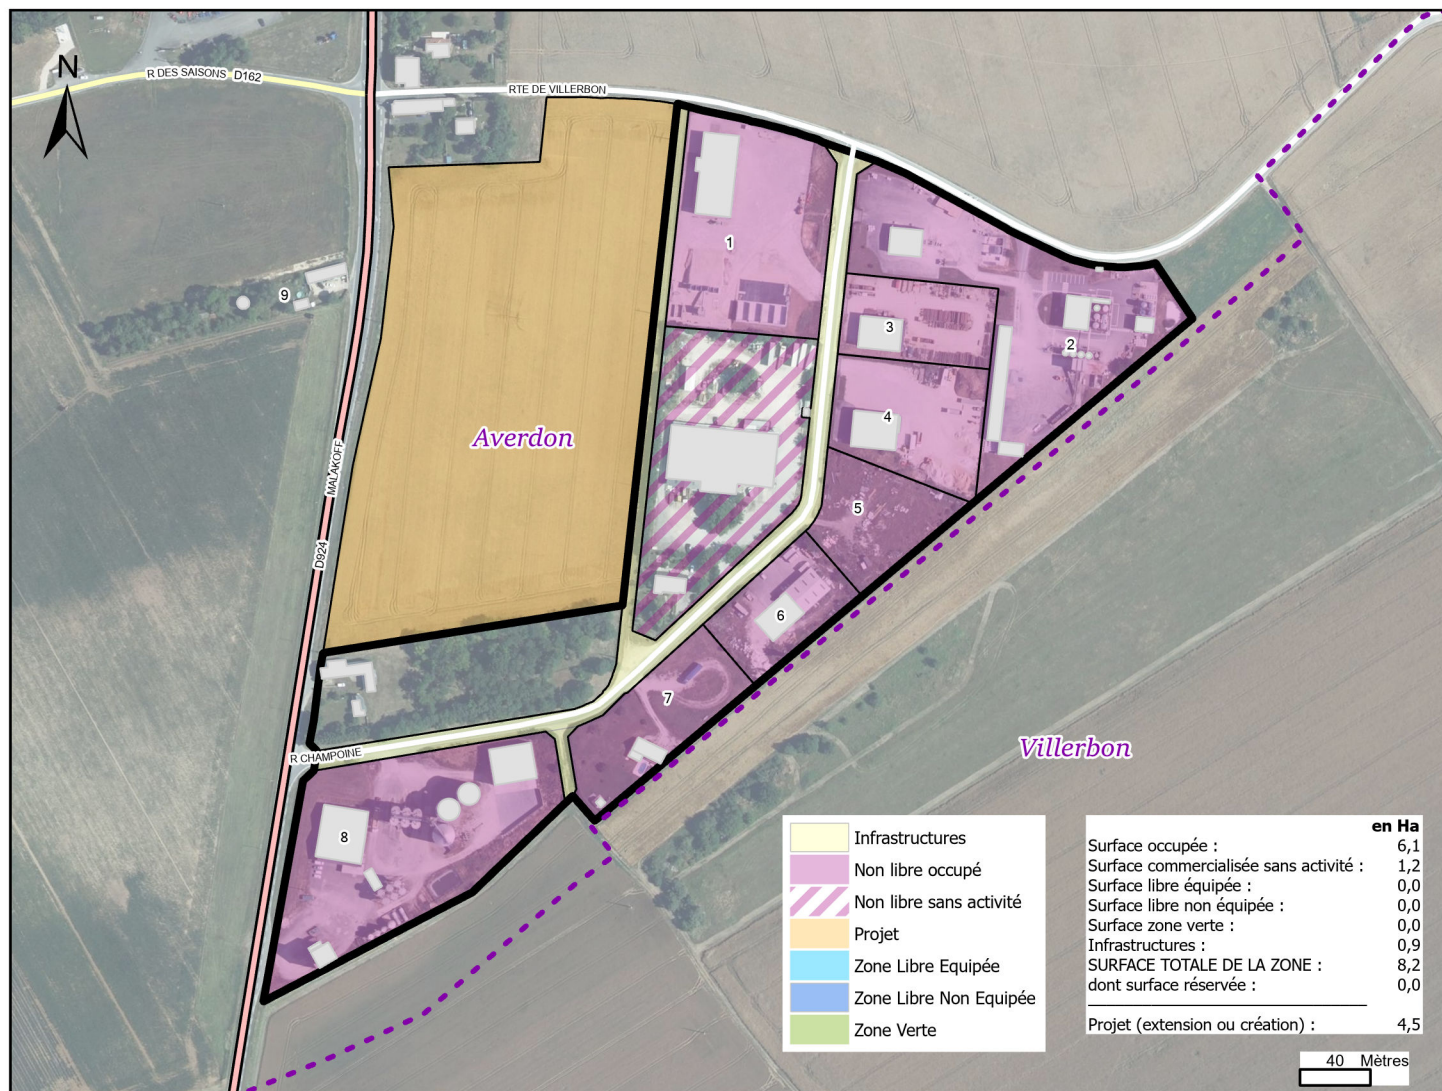 N
R DES SAISONS D162
RTE DE VILLERBON
1
9
3
2
4
Averdon
MALAKOFF
5
D924
6
7
Villerbon
R CHAMPOINE
8
Infrastructures
Non libre occupé
Non libre sans activité
Projet
Zone Libre Equipée
Zone Libre Non Equipée
Zone Verte
en Ha
Surface occupée : 6,1
Surface commercialisée sans activité : 1,2
Surface libre équipée : 0,0
Surface libre non équipée : 0,0
Surface zone verte : 0,0
Infrastructures : 0,9
SURFACE TOTALE DE LA ZONE : 8,2
dont surface réservée : 0,0
Projet (extension ou création) : 4,5
40 Mètres